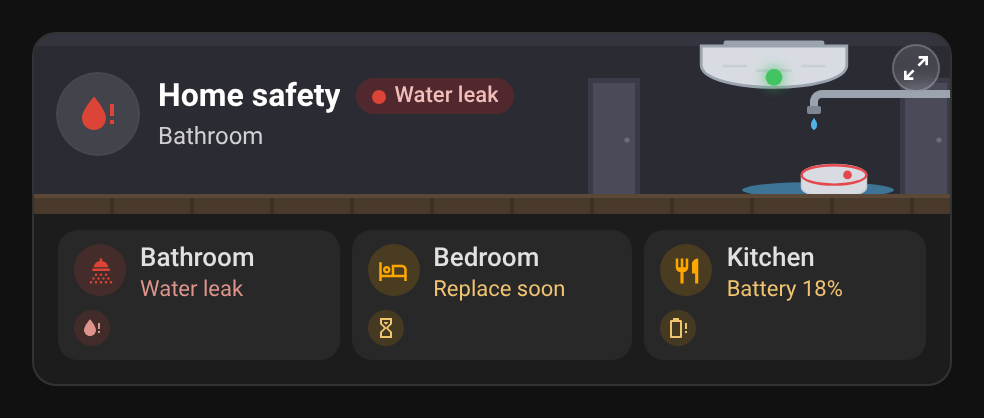 Home safety
Water leak
Bathroom
Bathroom
Water leak
Bedroom
Replace soon
Kitchen
Battery 18%